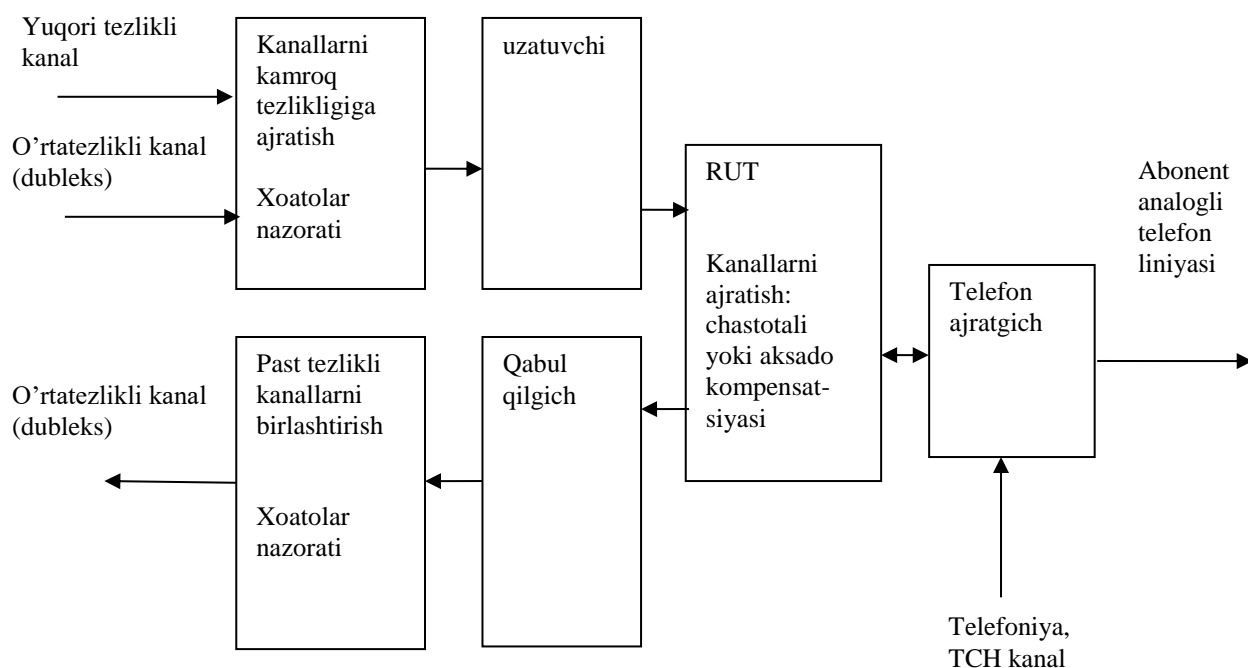 Yuqori tezlikli
kanal
O’rtatezlikli kanal
(dubleks)
Kanallarni
kamroq
tezlikligiga
ajratish
Xoatolar
nazorati
uzatuvchi
RUT
Kanallarni
ajratish:
chastotali
yoki aksado
kompensat-
siyasi
Telefon
ajratgich
Abonent
analogli
telefon
liniyasi
O’rtatezlikli kanal
(dubleks)
Past tezlikli
kanallarni
birlashtirish
Xoatolar
nazorati
Qabul
qilgich
Telefoniya,
TCH kanal